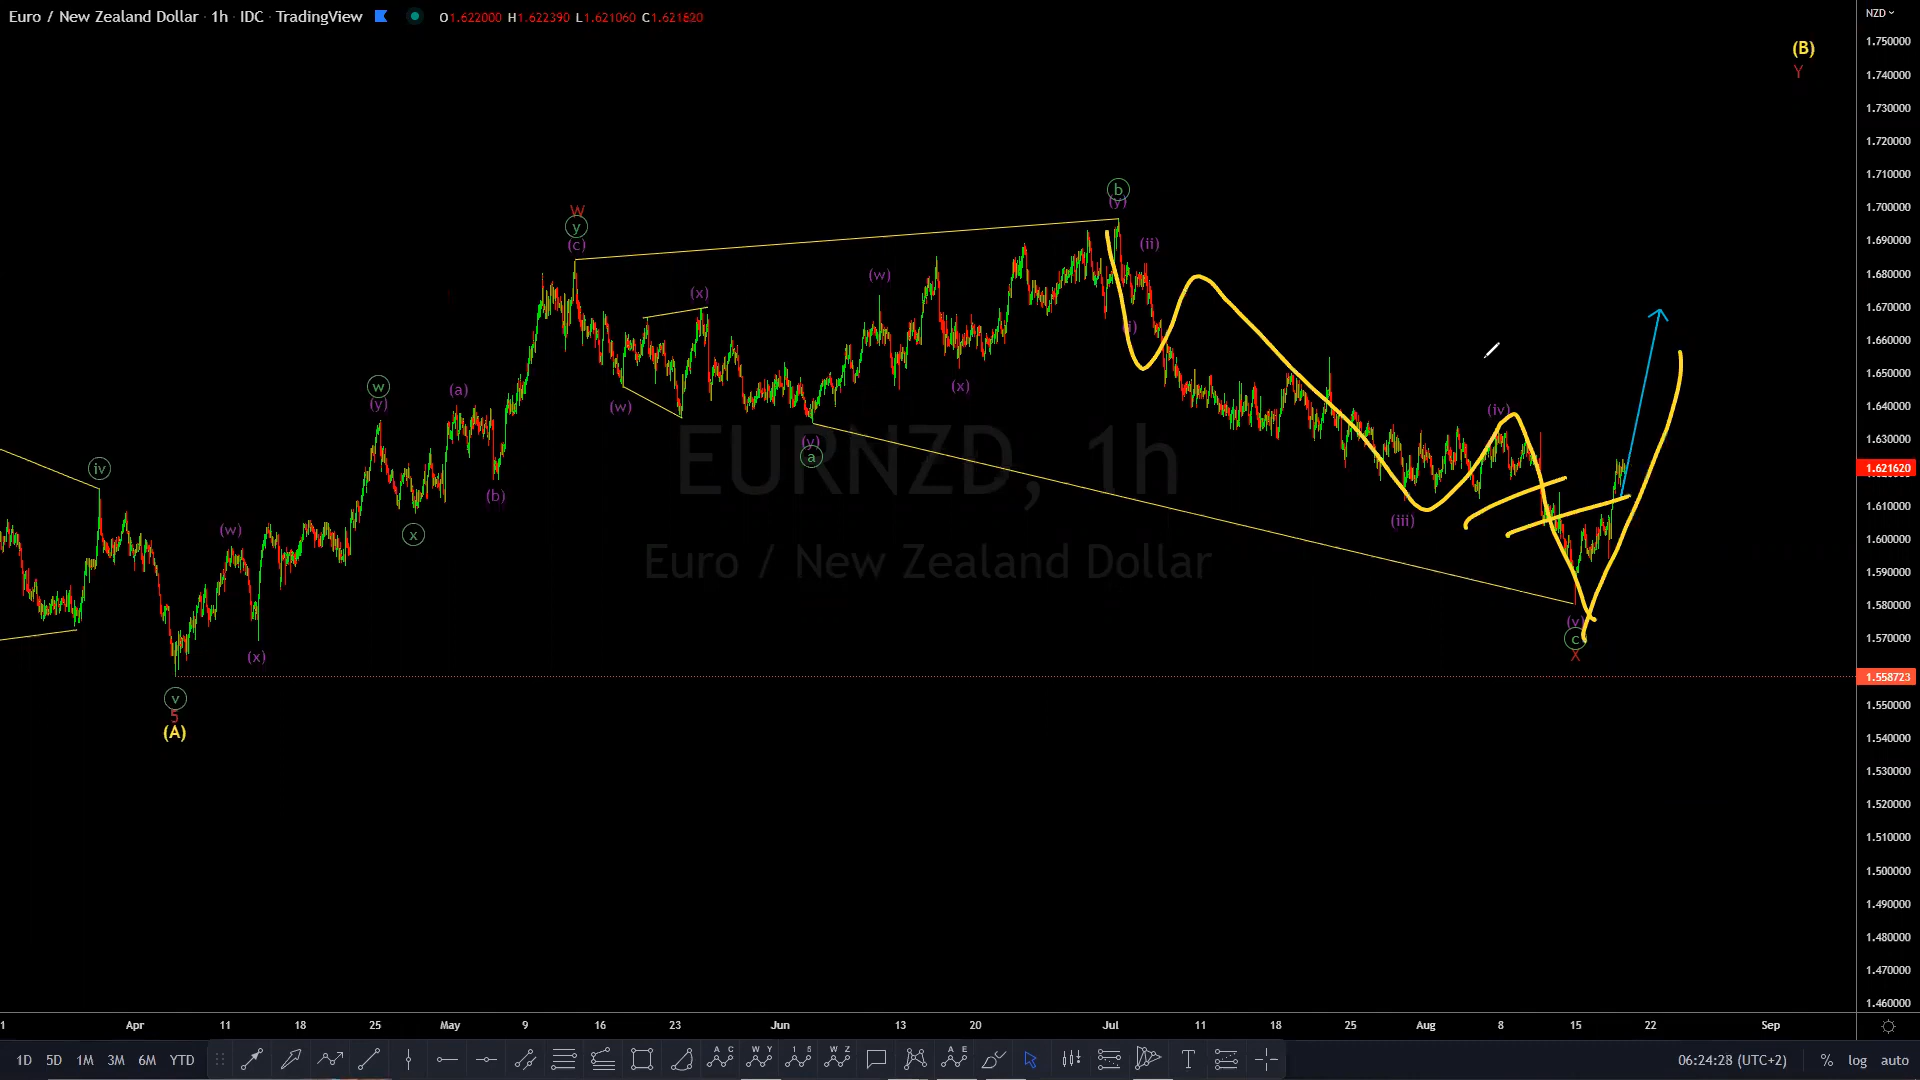 Euro / New Zealand Dollar · 1h · IDC · TradingView O1.622000 H1.622390 L1.621060 C1.621620
NZD
1.750000
(B)
Y
1.740000
1.730000
1.720000
1.710000
1.700000
1.690000
1.680000
1.670000
1.660000
1.650000
1.640000
1.630000
1.62162O
1.610000
1.600000
1.590000
1.580000
1.570000
1.558723
1.550000
1.540000
1.530000
1.520000
1.510000
1.500000
1.490000
1.480000
1.470000
1.460000
iv
v
5
(A)
(w)
(x)
w
(y)
x
(a)
(b)
W
y
(c)
(w)
(x)
(y)
a
(w)
(x)
b
(y)
(i)
(ii)
(iii)
(iv)
(v)
c
X
EURNZD, 1h
Euro / New Zealand Dollar
1 Apr 11 18 25 May 9 16 23 Jun 13 20 Jul 11 18 25 Aug 8 15 22 Sep
1D 5D 1M 3M 6M YTD A C W Y 1 5 W Z A E T 06:24:28 (UTC+2) % log auto